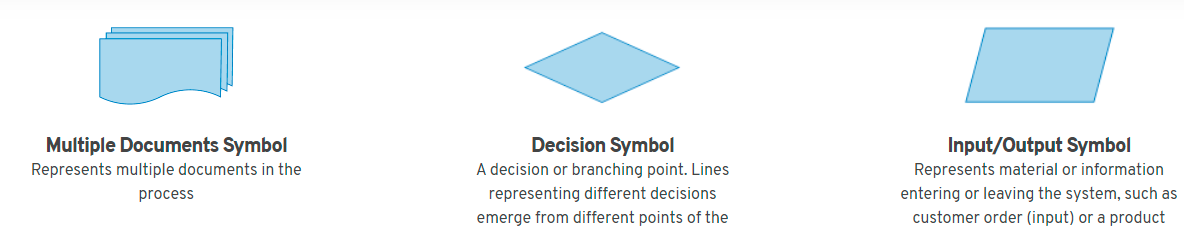 Multiple Documents Symbol
Represents multiple documents in the
process
Decision Symbol
A decision or branching point. Lines
representing different decisions
emerge from different points of the
Input/Output Symbol
Represents material or information
entering or leaving the system, such as
customer order (input) or a product